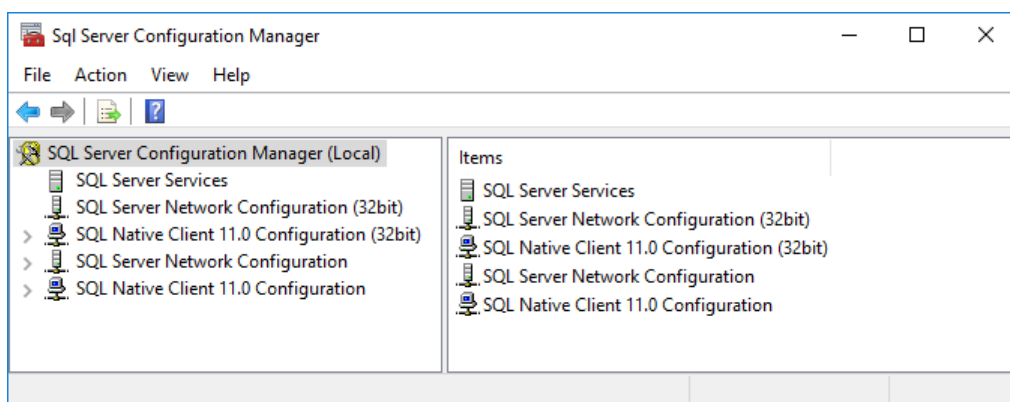 Sql Server Configuration Manager
File Action View Help
SQL Server Configuration Manager (Local)
SQL Server Services
SQL Server Network Configuration (32bit)
SQL Native Client 11.0 Configuration (32bit)
SQL Server Network Configuration
SQL Native Client 11.0 Configuration
Items
SQL Server Services
SQL Server Network Configuration (32bit)
SQL Native Client 11.0 Configuration (32bit)
SQL Server Network Configuration
SQL Native Client 11.0 Configuration